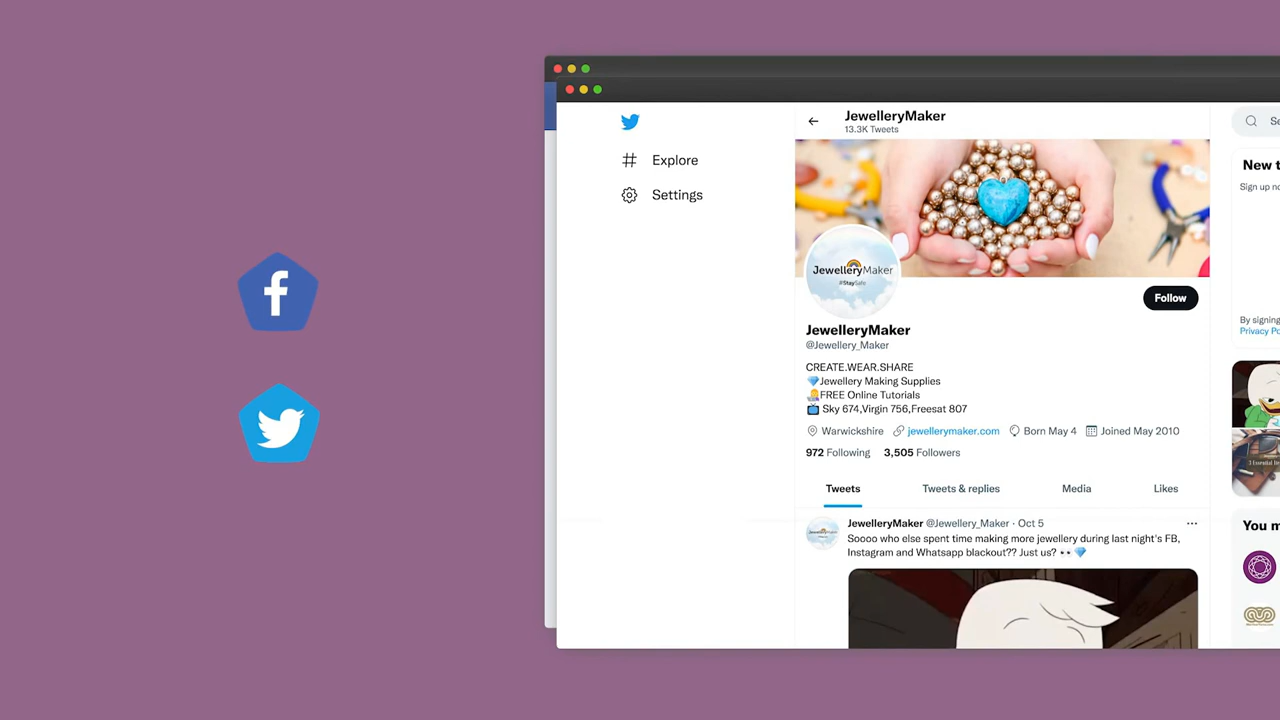 JewelleryMaker
13.3K Tweets
Explore
Settings
JewelleryMaker
#StaySafe
Follow
JewelleryMaker
@Jewellery_Maker
CREATE.WEAR.SHARE
Jewellery Making Supplies
FREE Online Tutorials
Sky 674,Virgin 756,Freesat 807
Warwickshire jewellerymaker.com Born May 4 Joined May 2010
972 Following 3,505 Followers
Tweets Tweets & replies Media Likes
JewelleryMaker @Jewellery_Maker · Oct 5
Soooo who else spent time making more jewellery during last night's FB,
Instagram and Whatsapp blackout?? Just us?
Se
New t
Sign up no
By signing
Privacy Po
You m